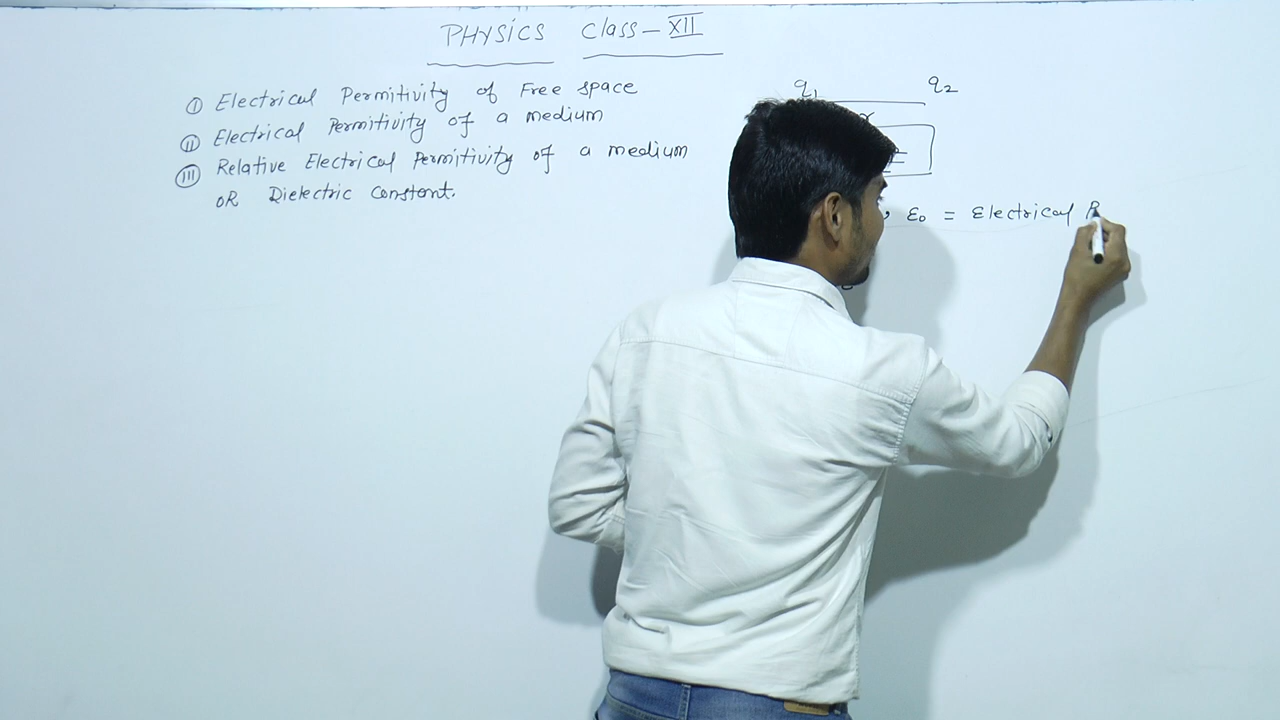 PHYSICS Class - XII
① Electrical Permitivity of Free space
② Electrical Permitivity of a medium
③ Relative Electrical Permitivity of a medium
OR Dielectric Constant.
q₁ q₂
r
, ε₀ = Electrical P